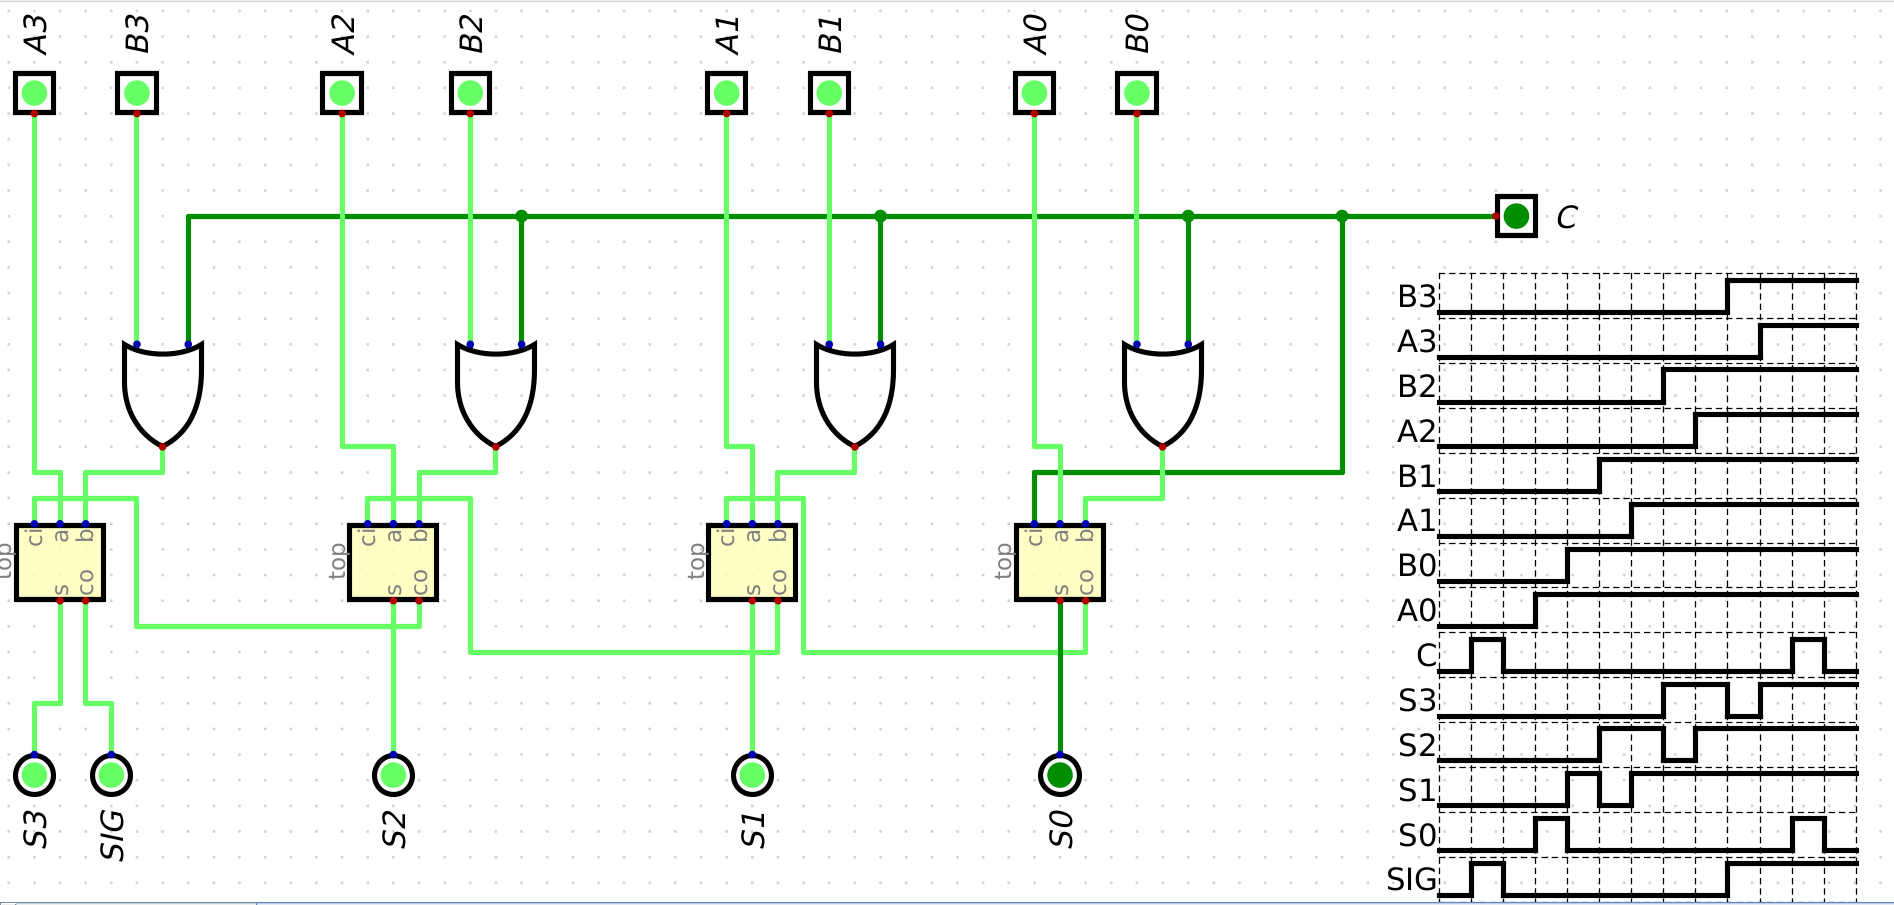 A3 B3 A2 B2 A1 B1 A0 B0
C
ci a b ci a b ci a b ci a b
top top top top
s co s co s co s co
S3 SIG S2 S1 S0
B3
A3
B2
A2
B1
A1
B0
A0
C
S3
S2
S1
S0
SIG